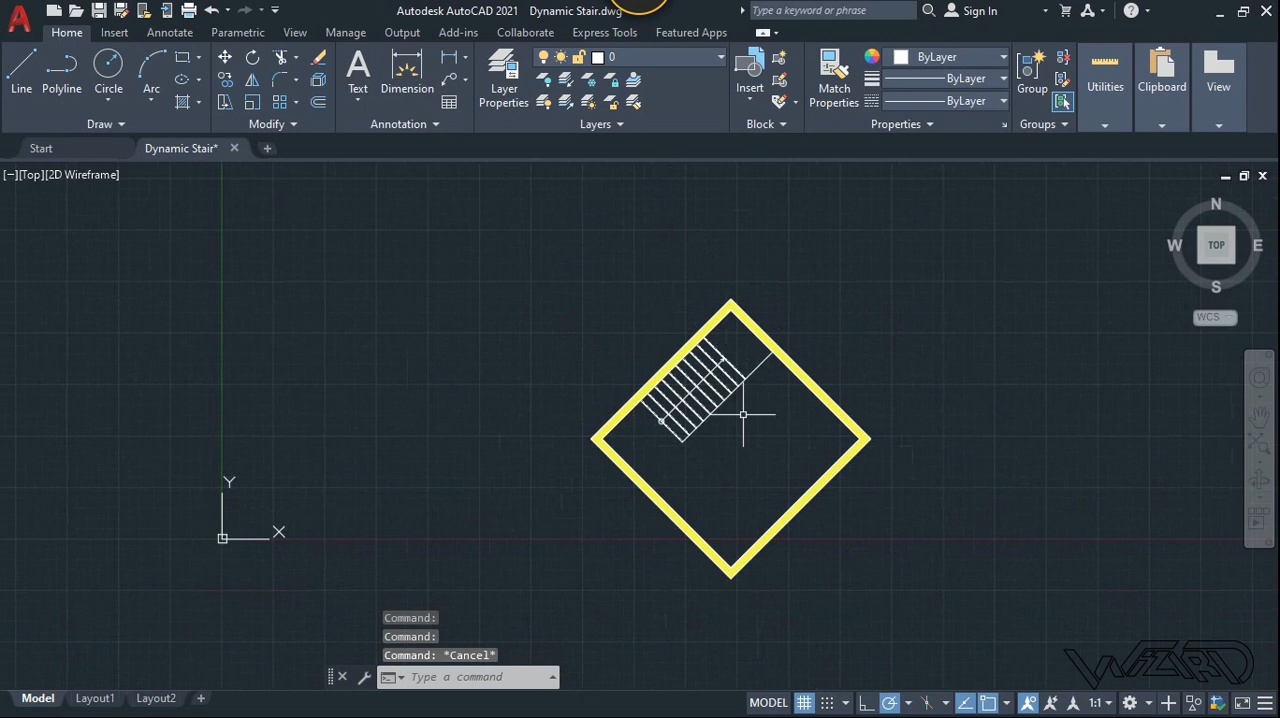 Autodesk AutoCAD 2021 Dynamic Stair.dwg
Type a keyword or phrase
Sign In
Home Insert Annotate Parametric View Manage Output Add-ins Collaborate Express Tools Featured Apps
Line Polyline Circle Arc
Text Dimension
Layer Properties
0
Insert
Match Properties
ByLayer
ByLayer
ByLayer
Group
Utilities
Clipboard
View
Draw Modify Annotation Layers Block Properties Groups
Start
Dynamic Stair*
[−][Top][2D Wireframe]
N
W TOP E
S
WCS
Y
X
Command:
Command:
Command: *Cancel*
Type a command
WIZARD
Model Layout1 Layout2
MODEL
1:1